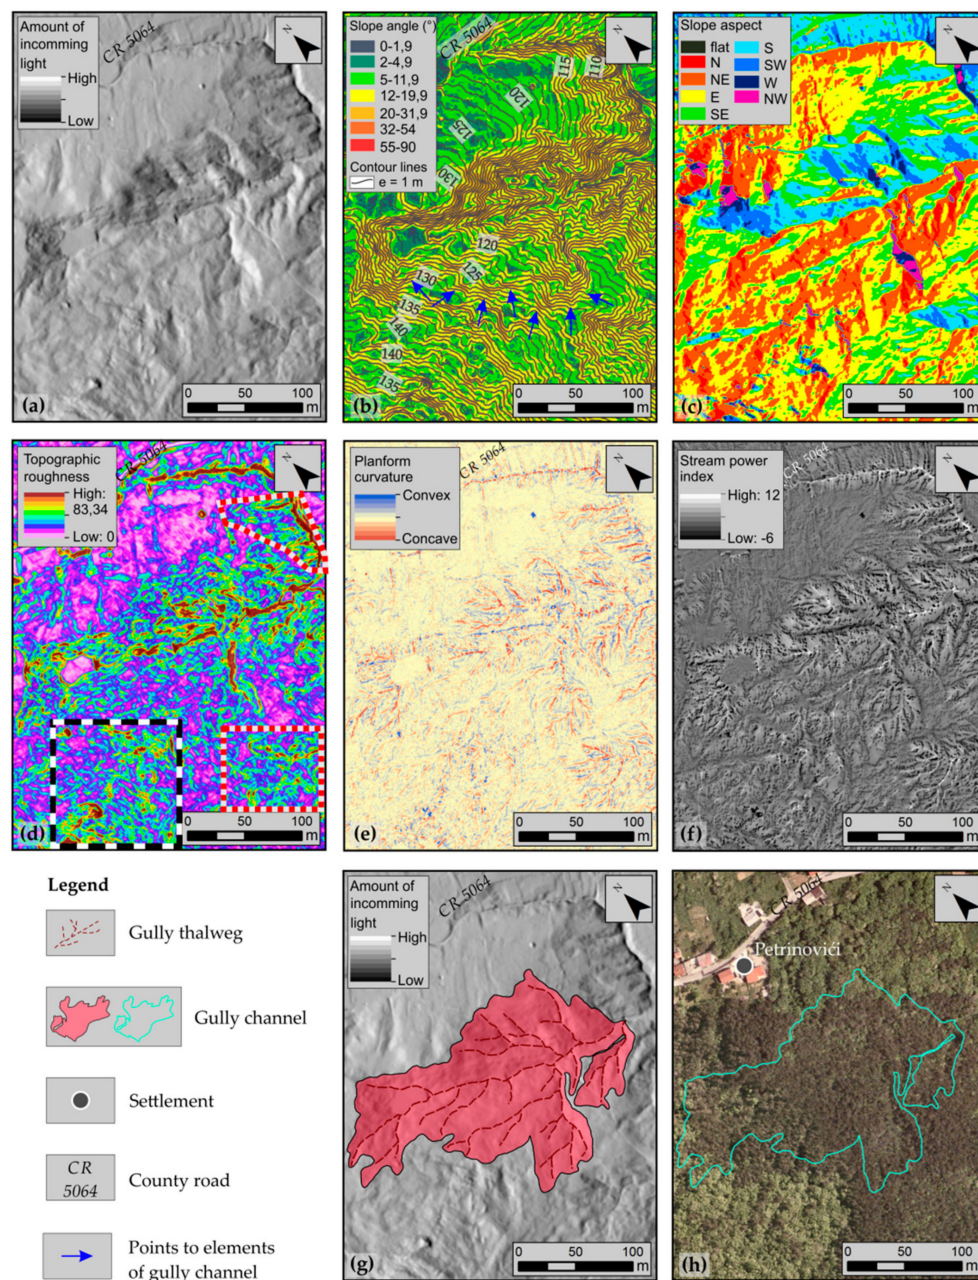 Amount of
incomming
light
High
Low
CR 5064
N
0 50 100
m
(a)
Slope angle (°)
0-1,9
2-4,9
5-11,9
12-19,9
20-31,9
32-54
55-90
Contour lines
e = 1 m
CR 5064
N
115
110
120
125
130
120
125
130
135
140
140
135
0 50 100
m
(b)
Slope aspect
flat
N
NE
E
SE
S
SW
W
NW
N
0 50 100
m
(c)
Topographic
roughness
High:
83,34
Low: 0
CR 5064
N
0 50 100
m
(d)
Planform
curvature
Convex
Concave
CR 5064
N
0 50 100
m
(e)
Stream power
index
High: 12
Low: -6
CR 5064
N
0 50 100
m
(f)
Legend
Gully thalweg
Gully channel
Settlement
CR
5064
County road
Points to elements
of gully channel
Amount of
incomming
light
High
Low
CR 5064
N
0 50 100
m
(g)
CR 5064
Petrinovići
N
0 50 100
m
(h)